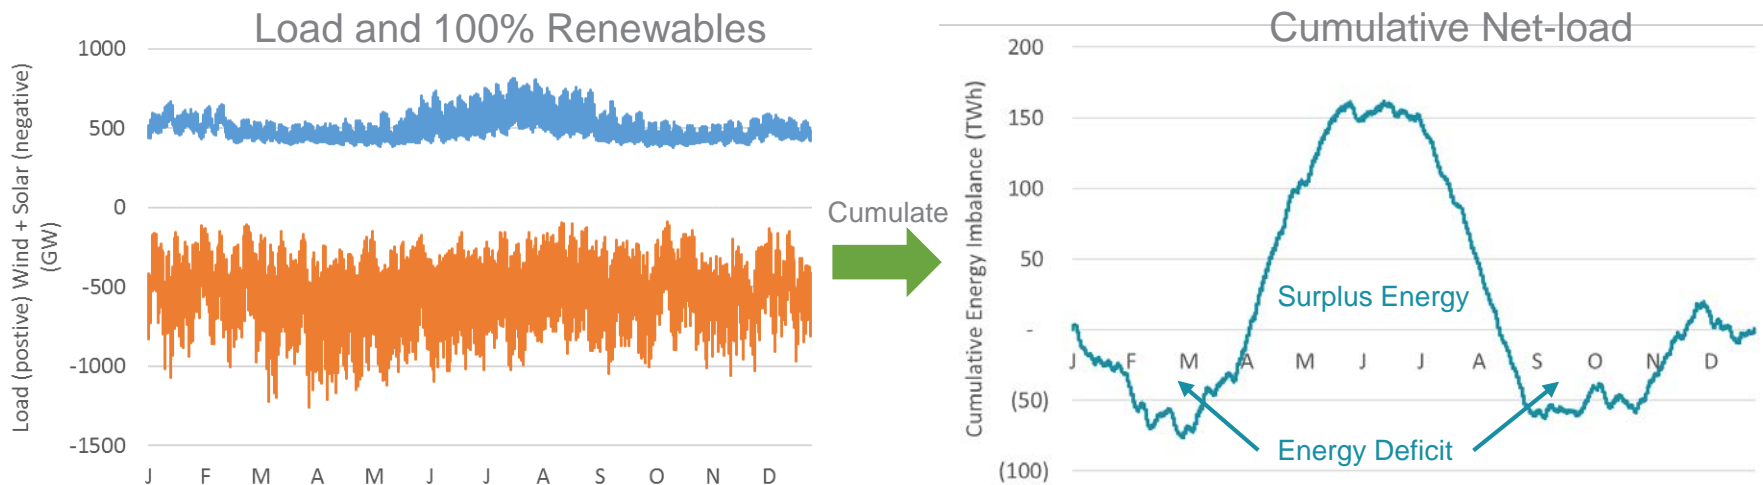 Load and 100% Renewables
Load (postive) Wind + Solar (negative)
(GW)
1000
500
0
-500
-1000
-1500
J F M A M J J A S O N D
Cumulate
Cumulative Net-load
Cumulative Energy Imbalance (TWh)
200
150
100
50
-
(50)
(100)
Surplus Energy
J F M A M J J A S O N D
Energy Deficit